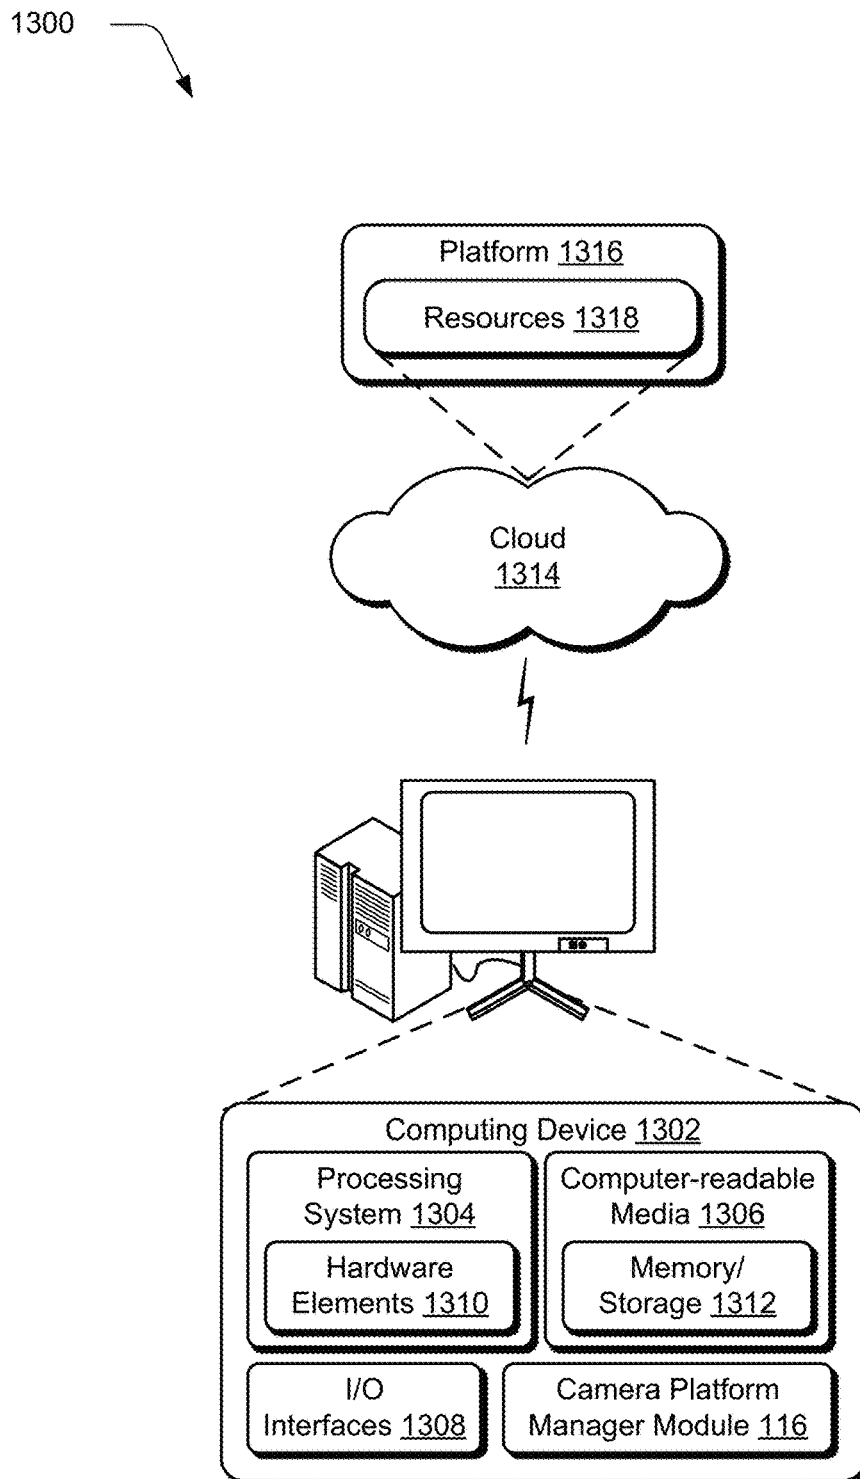 1300
Platform 1316
Resources 1318
Cloud
1314
Computing Device 1302
Processing
System 1304
Hardware
Elements 1310
Computer-readable
Media 1306
Memory/
Storage 1312
I/O
Interfaces 1308
Camera Platform
Manager Module 116